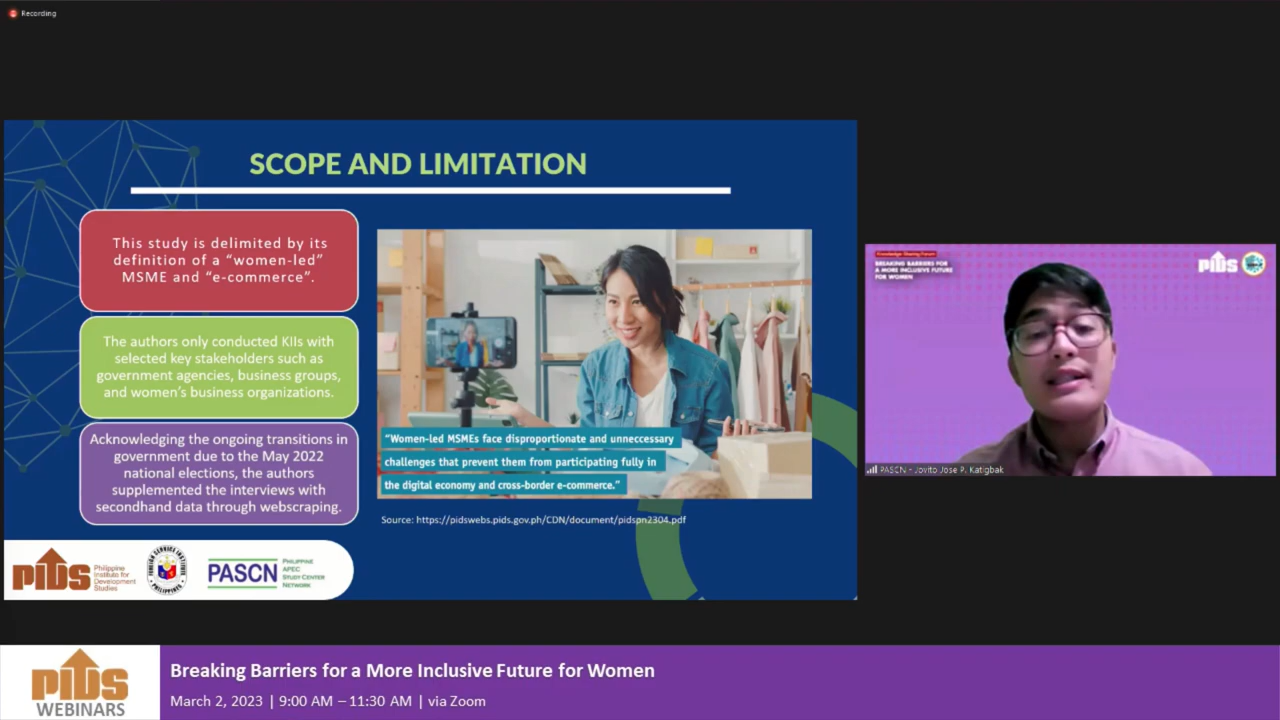 Recording
SCOPE AND LIMITATION
This study is delimited by its
definition of a “women-led”
MSME and “e-commerce”.
The authors only conducted KIIs with
selected key stakeholders such as
government agencies, business groups,
and women’s business organizations.
Acknowledging the ongoing transitions in
government due to the May 2022
national elections, the authors
supplemented the interviews with
secondhand data through webscraping.
“Women-led MSMEs face disproportionate and unneccessary
challenges that prevent them from participating fully in
the digital economy and cross-border e-commerce.”
Source: https://pidswebs.pids.gov.ph/CDN/document/pidspn2304.pdf
PIDS
Philippine
Institute for
Development
Studies
FOREIGN SERVICE INSTITUTE
PHILIPPINES
PASCN
PHILIPPINE
APEC
STUDY CENTER
NETWORK
Knowledge Sharing Forum
BREAKING BARRIERS FOR
A MORE INCLUSIVE FUTURE
FOR WOMEN
PIDS
PASCN - Jovito Jose P. Katigbak
PIDS
WEBINARS
Breaking Barriers for a More Inclusive Future for Women
March 2, 2023 | 9:00 AM – 11:30 AM | via Zoom